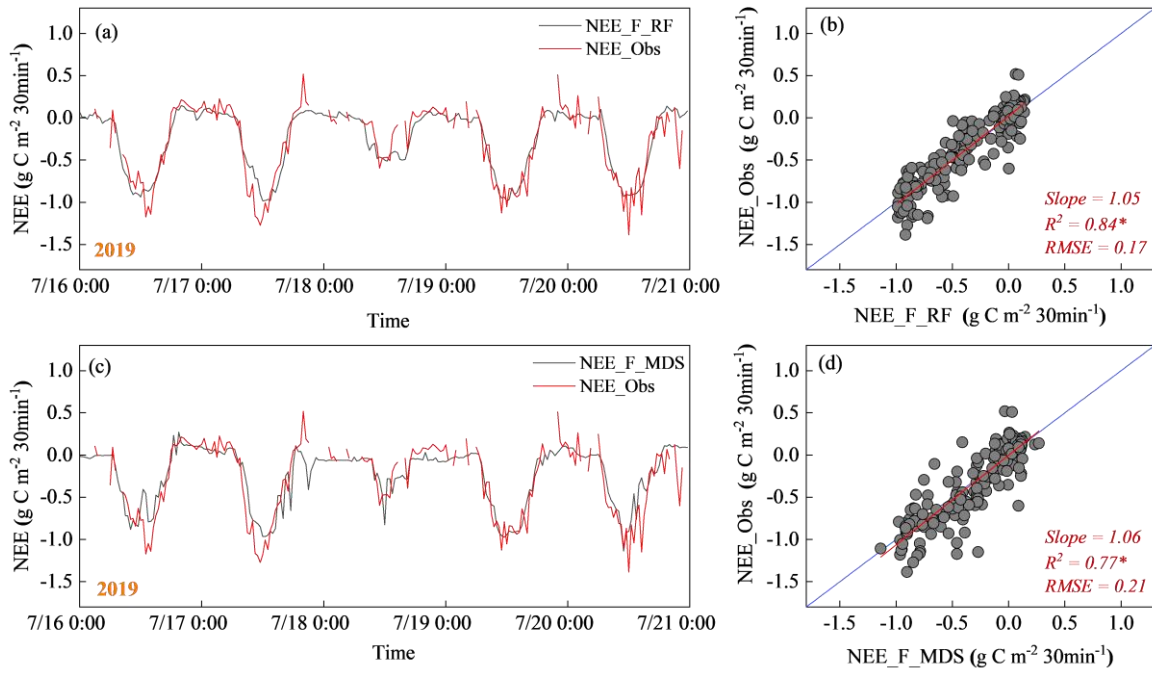 (a)
NEE_F_RF
NEE_Obs
NEE (g C m⁻² 30min⁻¹)
1.0
0.5
0.0
-0.5
-1.0
-1.5
2019
7/16 0:00 7/17 0:00 7/18 0:00 7/19 0:00 7/20 0:00 7/21 0:00
Time
(b)
NEE_Obs (g C m⁻² 30min⁻¹)
1.0
0.5
0.0
-0.5
-1.0
-1.5
Slope = 1.05
R² = 0.84*
RMSE = 0.17
-1.5 -1.0 -0.5 0.0 0.5 1.0
NEE_F_RF (g C m⁻² 30min⁻¹)
(c)
NEE_F_MDS
NEE_Obs
NEE (g C m⁻² 30min⁻¹)
1.0
0.5
0.0
-0.5
-1.0
-1.5
2019
7/16 0:00 7/17 0:00 7/18 0:00 7/19 0:00 7/20 0:00 7/21 0:00
Time
(d)
NEE_Obs (g C m⁻² 30min⁻¹)
1.0
0.5
0.0
-0.5
-1.0
-1.5
Slope = 1.06
R² = 0.77*
RMSE = 0.21
-1.5 -1.0 -0.5 0.0 0.5 1.0
NEE_F_MDS (g C m⁻² 30min⁻¹)